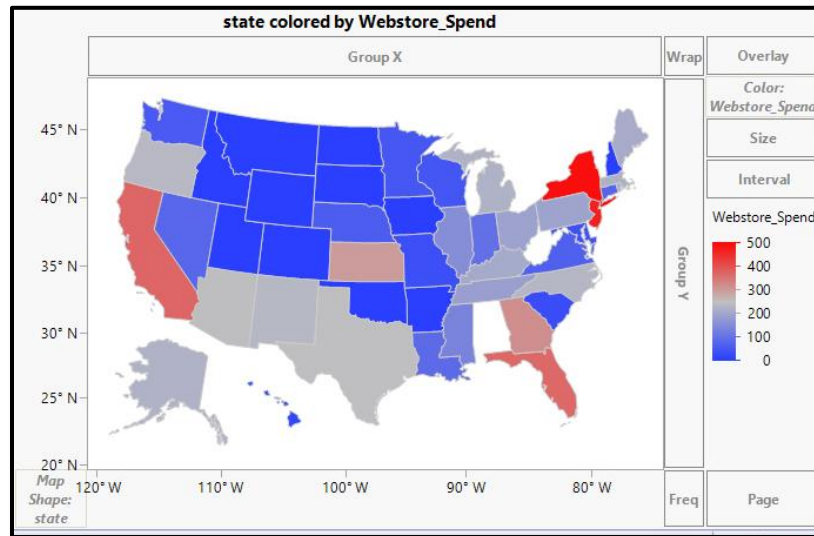 state colored by Webstore_Spend
Group X
Wrap
Overlay
Color:
Webstore_Spend
Size
Interval
Group Y
Webstore_Spend
500
400
300
200
100
0
45° N
40° N
35° N
30° N
25° N
20° N
120° W
110° W
100° W
90° W
80° W
Map
Shape:
state
Freq
Page